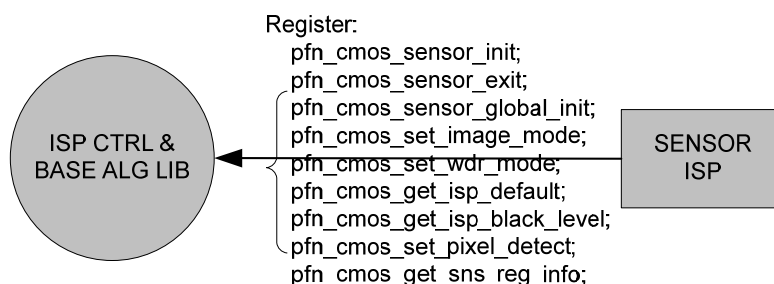 Register:
pfn_cmos_sensor_init;
pfn_cmos_sensor_exit;
pfn_cmos_sensor_global_init;
pfn_cmos_set_image_mode;
pfn_cmos_set_wdr_mode;
pfn_cmos_get_isp_default;
pfn_cmos_get_isp_black_level;
pfn_cmos_set_pixel_detect;
pfn_cmos_get_sns_reg_info;
ISP CTRL &
BASE ALG LIB
SENSOR
ISP